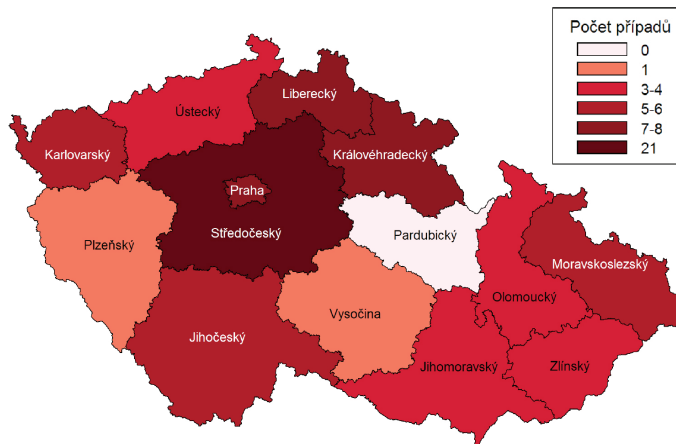 Počet případů
0
1
3-4
5-6
7-8
21
Liberecký
Ústecký
Karlovarský
Královéhradecký
Praha
Středočeský
Pardubický
Plzeňský
Moravskoslezský
Olomoucký
Vysočina
Jihočeský
Jihomoravský
Zlínský